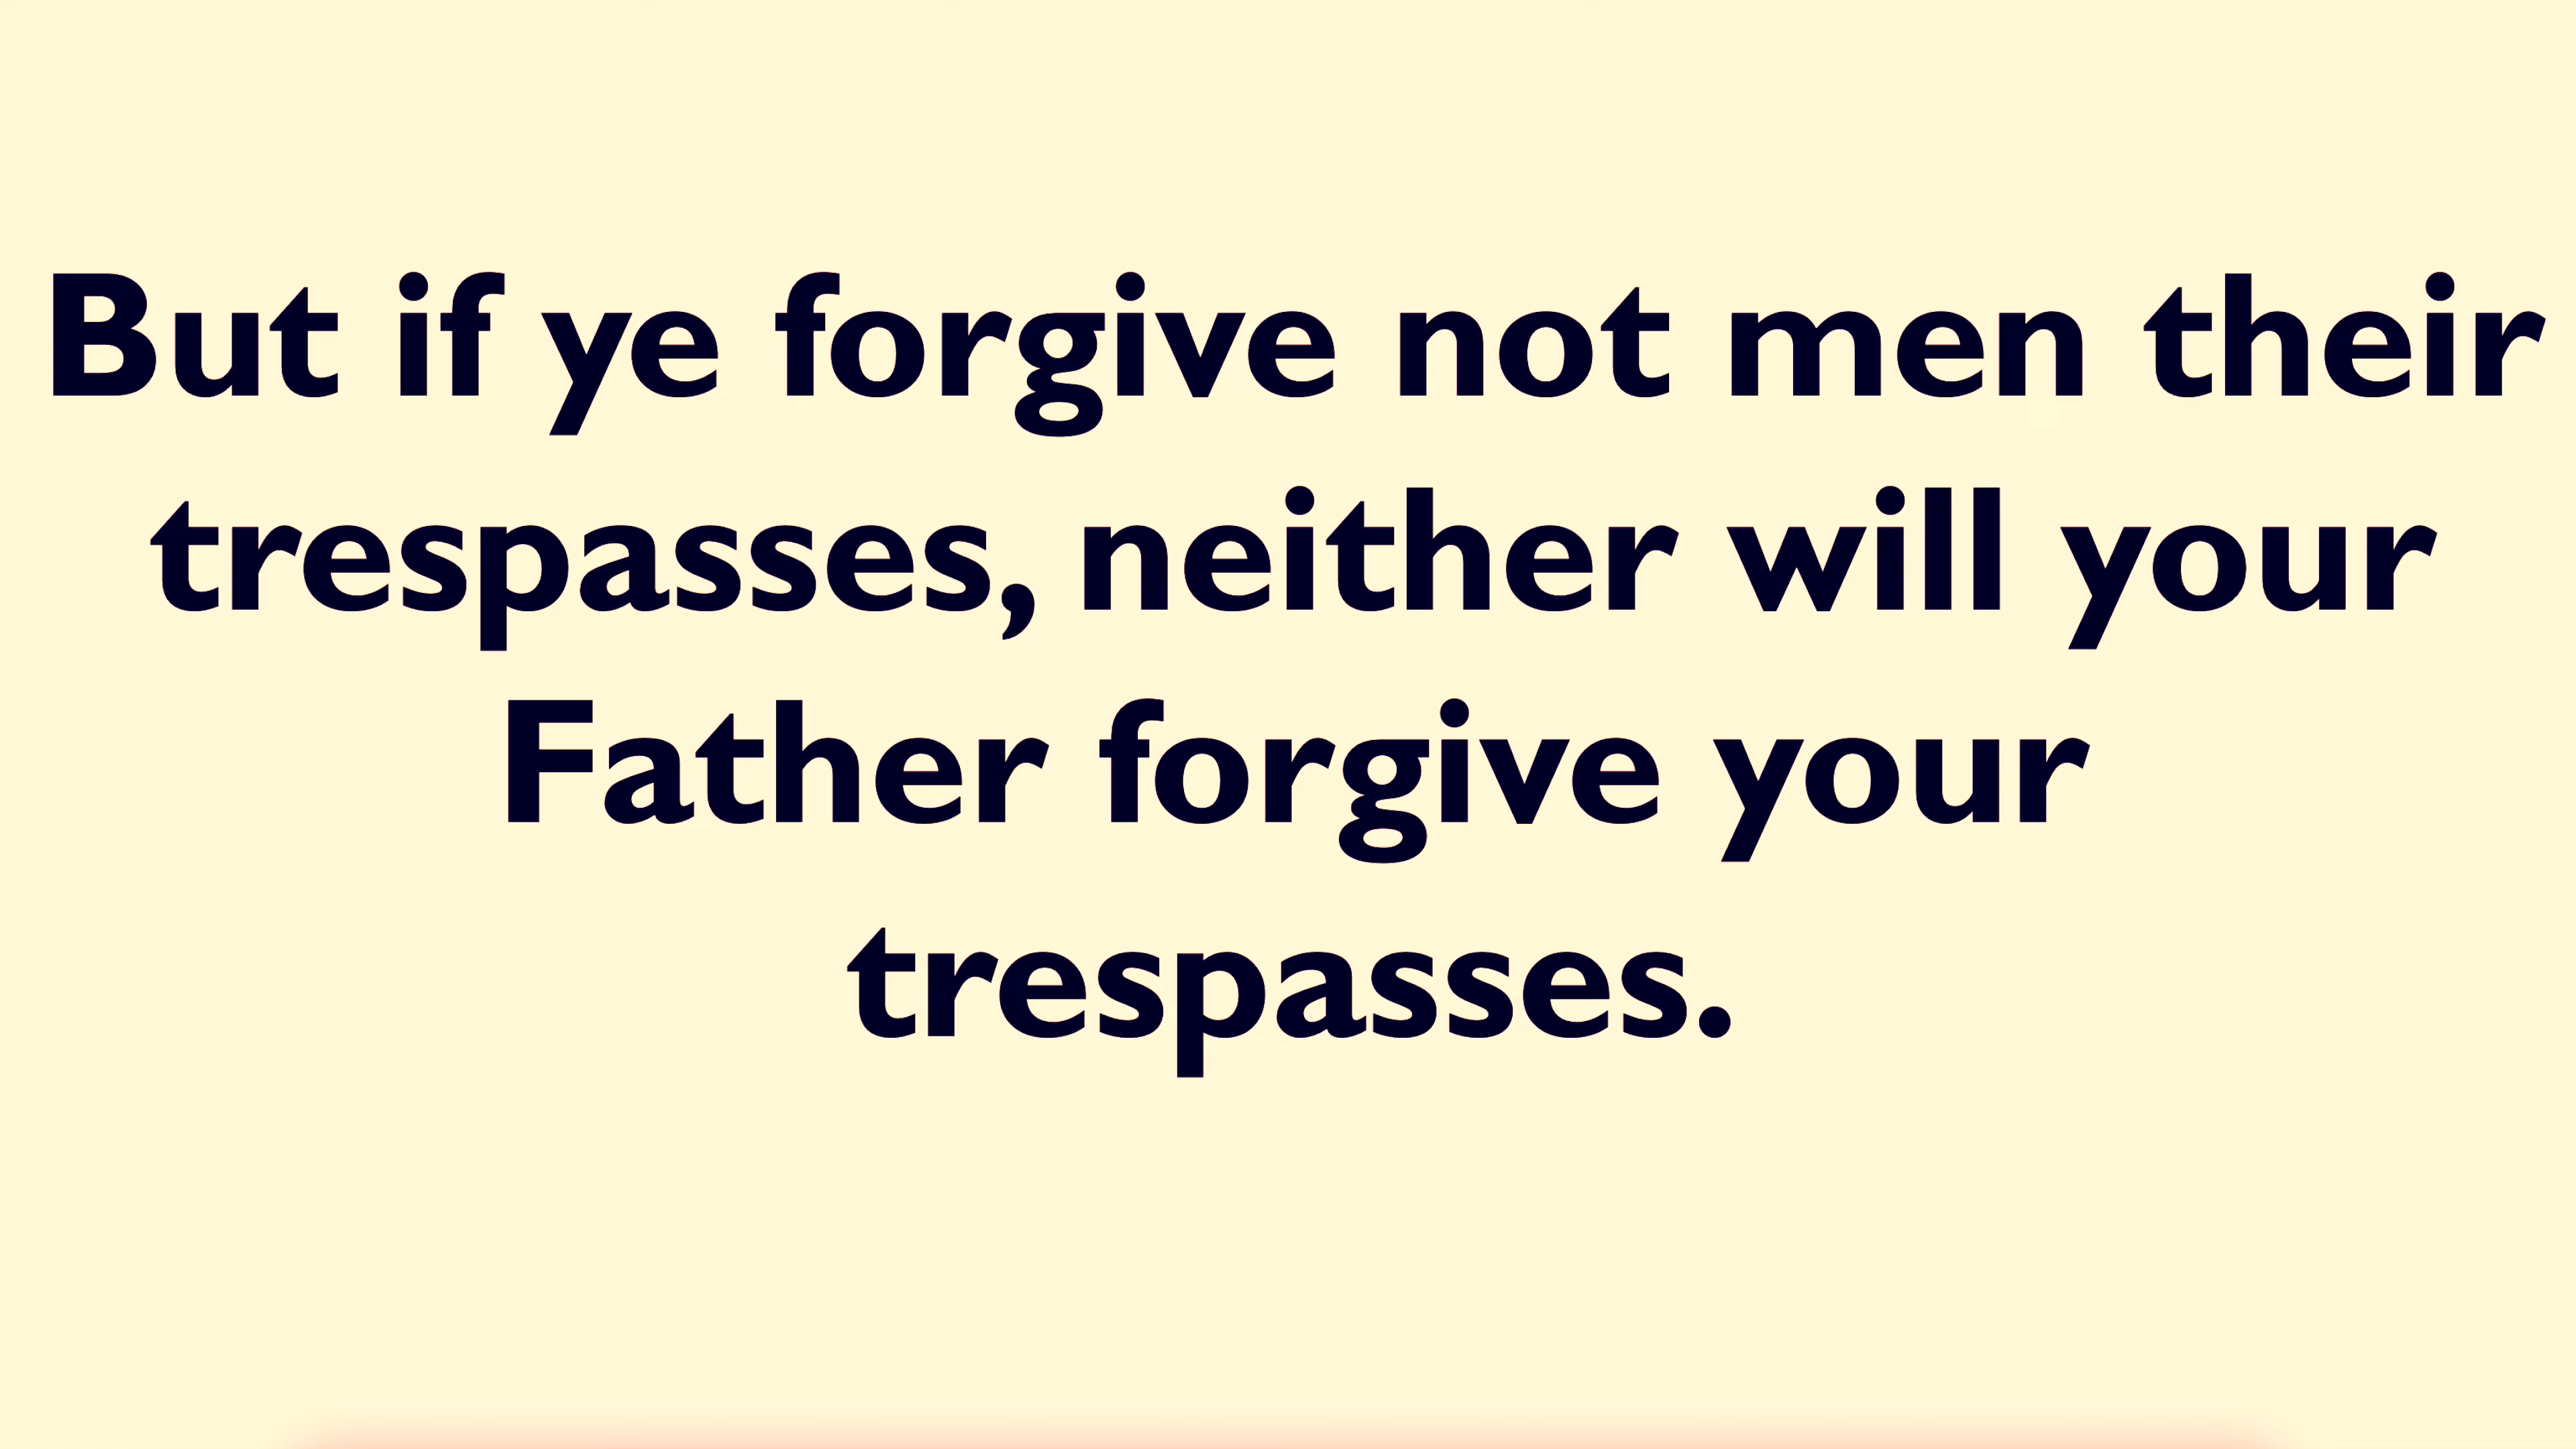 But if ye forgive not men their
trespasses, neither will your
Father forgive your
trespasses.